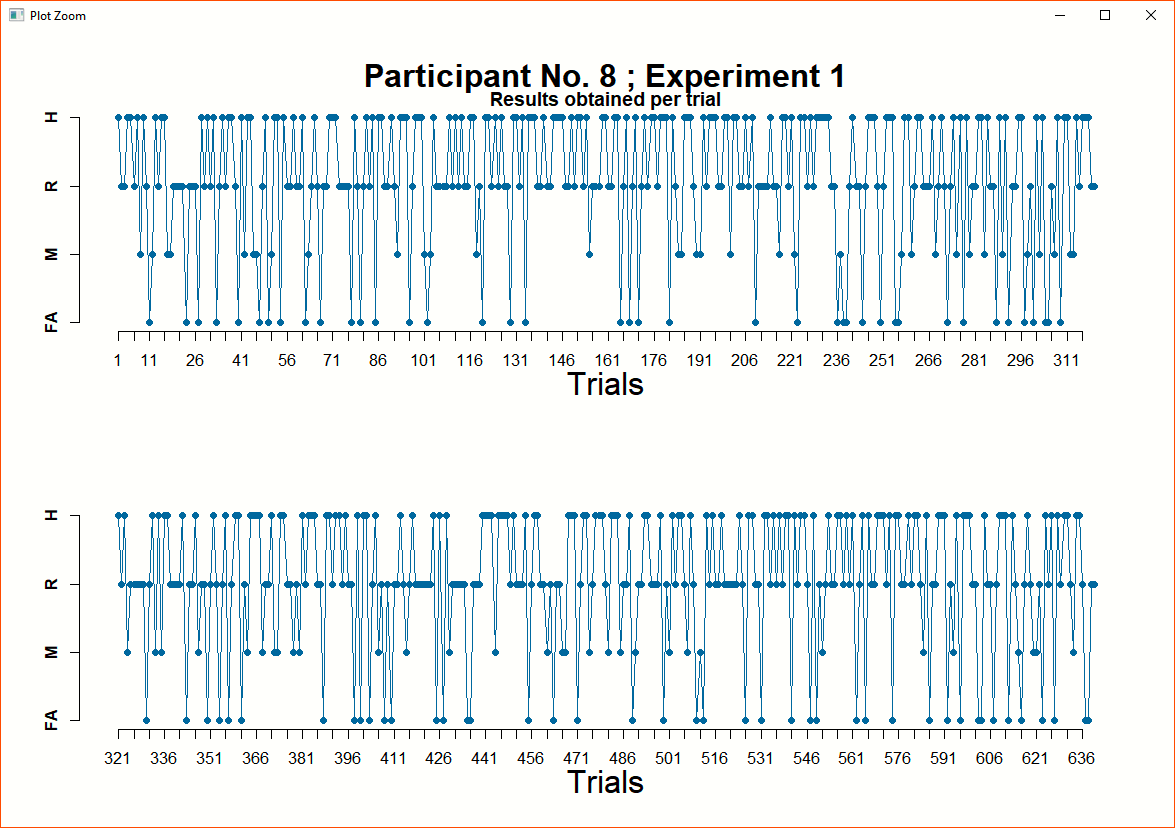 Plot Zoom
Participant No. 8 ; Experiment 1
Results obtained per trial
H
R
M
FA
1 11 26 41 56 71 86 101 116 131 146 161 176 191 206 221 236 251 266 281 296 311
Trials
H
R
M
FA
321 336 351 366 381 396 411 426 441 456 471 486 501 516 531 546 561 576 591 606 621 636
Trials